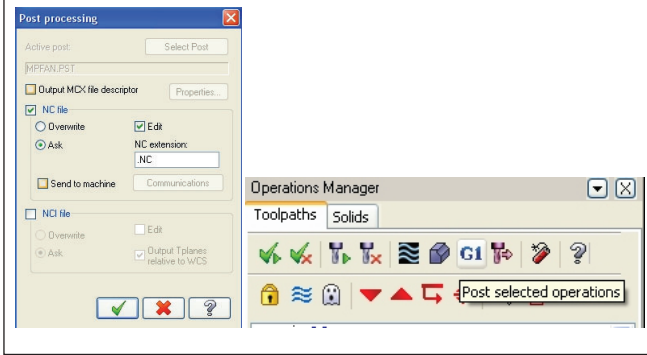 Post processing
Active post:
Select Post
MPFAN.PST
Output MCX file descriptor
Properties...
NC file
Overwrite
Edit
Ask
NC extension:
.NC
Send to machine
Communications
NCI file
Overwrite
Edit
Ask
Output Tplanes
relative to WCS
Operations Manager
Toolpaths
Solids
G1
Post selected operations